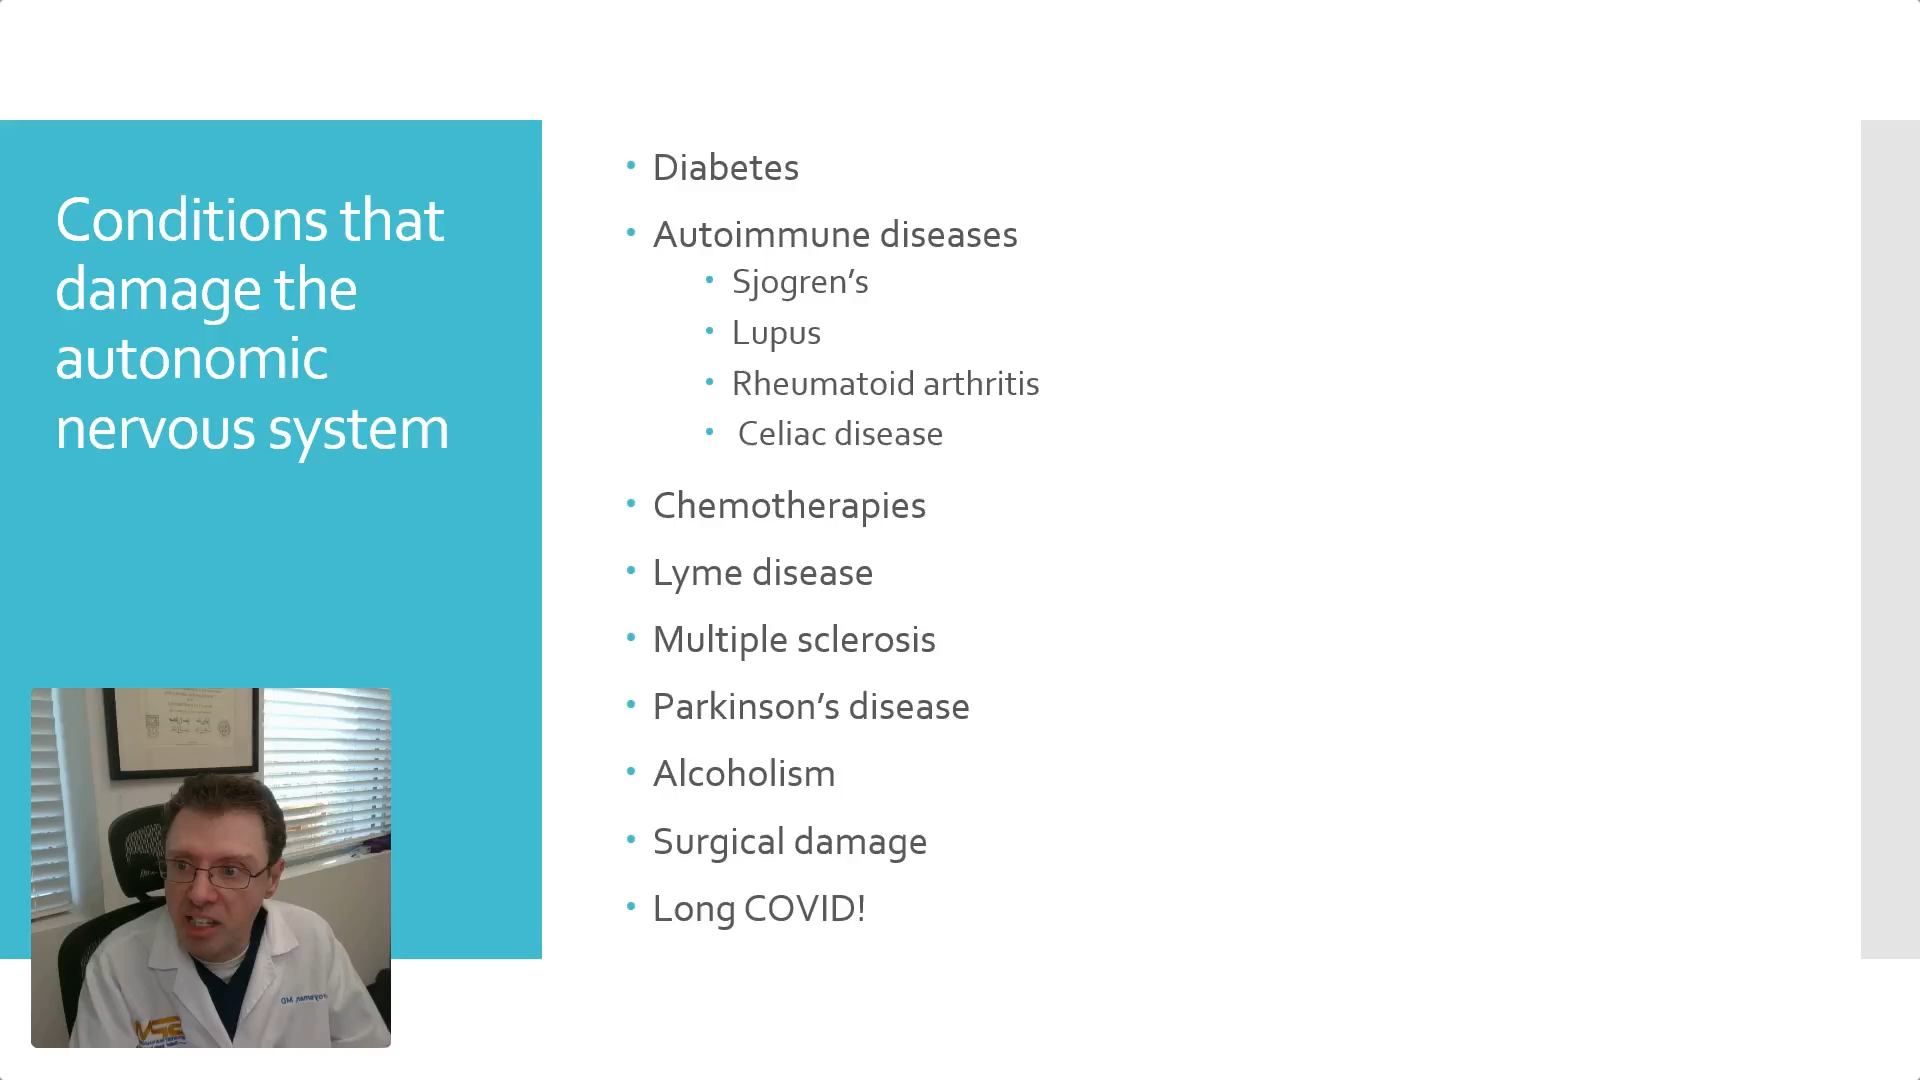 Conditions that
damage the
autonomic
nervous system
• Diabetes
• Autoimmune diseases
• Sjogren’s
• Lupus
• Rheumatoid arthritis
• Celiac disease
• Chemotherapies
• Lyme disease
• Multiple sclerosis
• Parkinson’s disease
• Alcoholism
• Surgical damage
• Long COVID!